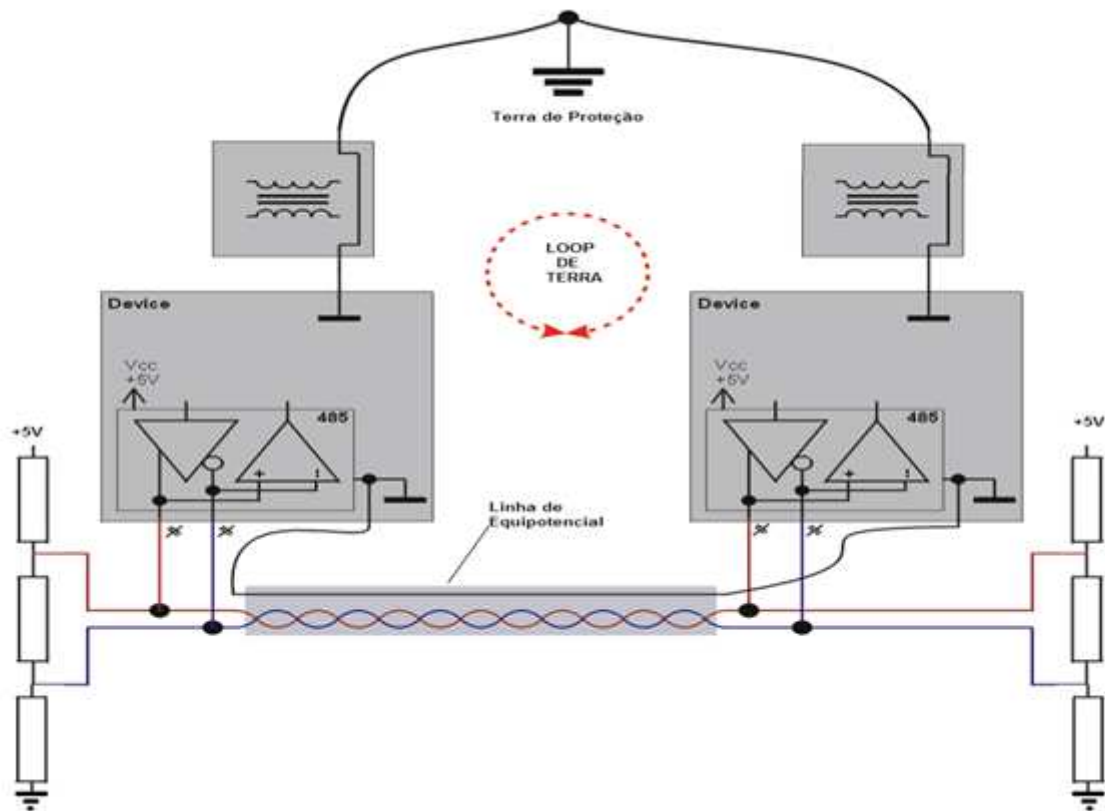 Terra de Proteção
LOOP
DE
TERRA
Device
Vcc
+5V
485
+
-
Device
Vcc
+5V
485
+
-
+5V
+5V
Linha de
Equipotencial